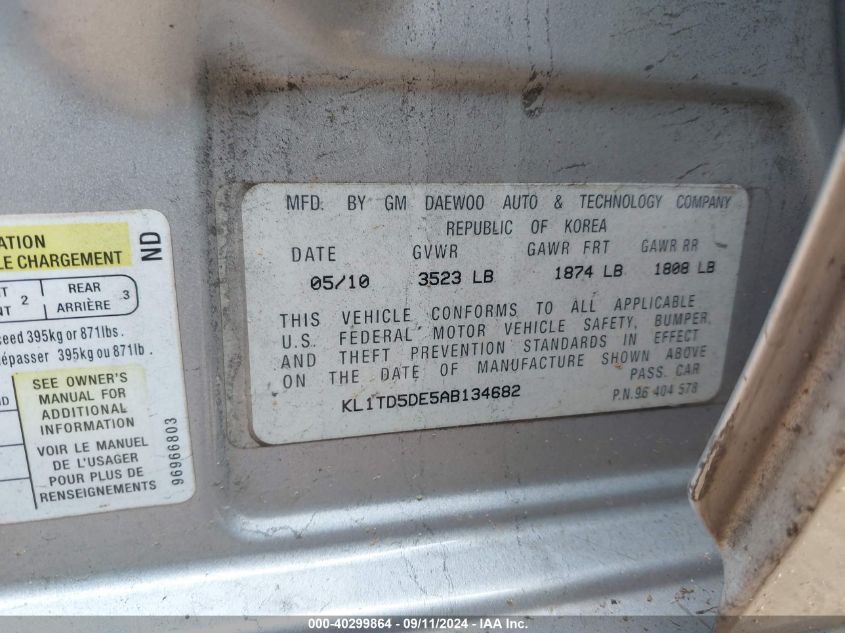 MFD. BY GM DAEWOO AUTO & TECHNOLOGY COMPANY
REPUBLIC OF KOREA
DATE GVWR GAWR FRT GAWR RR
05/10 3523 LB 1874 LB 1808 LB
THIS VEHICLE CONFORMS TO ALL APPLICABLE
U.S. FEDERAL MOTOR VEHICLE SAFETY, BUMPER,
AND THEFT PREVENTION STANDARDS IN EFFECT
ON THE DATE OF MANUFACTURE SHOWN ABOVE
PASS. CAR
KL1TD5DE5AB134682
P.N.96 404 578
ATION
LE CHARGEMENT
ND
2 REAR
ARRIÈRE 3
ceed 395kg or 871lbs.
dépasser 395kg ou 871lb.
SEE OWNER'S
MANUAL FOR
ADDITIONAL
INFORMATION
VOIR LE MANUEL
DE L'USAGER
POUR PLUS DE
RENSEIGNEMENTS
96966803
000-40299864 - 09/11/2024 - IAA Inc.